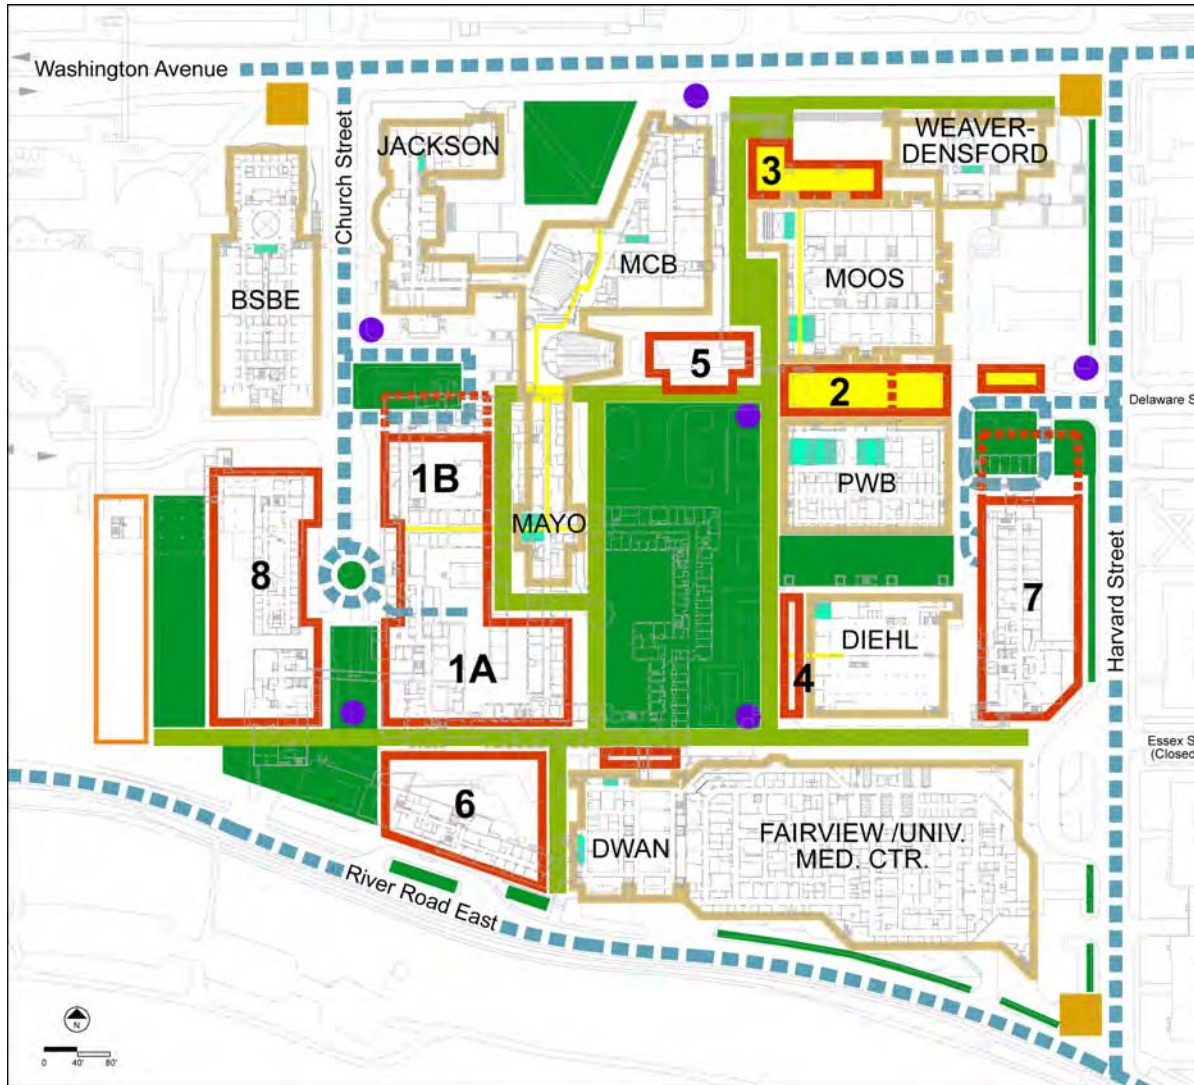 Washington Avenue
Church Street
JACKSON
WEAVER-
DENSFORD
3
BSBE
MCB
MOOS
5
2
Delaware S
1B
PWB
MAYO
8
7
Harvard Street
1A
4
DIEHL
Essex S
(Closed
6
DWAN
FAIRVIEW /UNIV.
MED. CTR.
River Road East
N
0 40' 80'